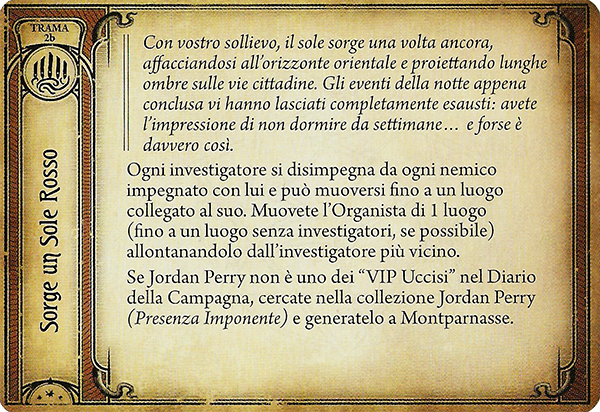 TRAMA
2b
Sorge un Sole Rosso
Con vostro sollievo, il sole sorge una volta ancora,
affacciandosi all'orizzonte orientale e proiettando lunghe
ombre sulle vie cittadine. Gli eventi della notte appena
conclusa vi hanno lasciati completamente esausti: avete
l'impressione di non dormire da settimane… e forse è
davvero così.
Ogni investigatore si disimpegna da ogni nemico
impegnato con lui e può muoversi fino a un luogo
collegato al suo. Muovete l'Organista di 1 luogo
(fino a un luogo senza investigatori, se possibile)
allontanandolo dall'investigatore più vicino.
Se Jordan Perry non è uno dei “VIP Uccisi” nel Diario
della Campagna, cercate nella collezione Jordan Perry
(Presenza Imponente) e generatelo a Montparnasse.